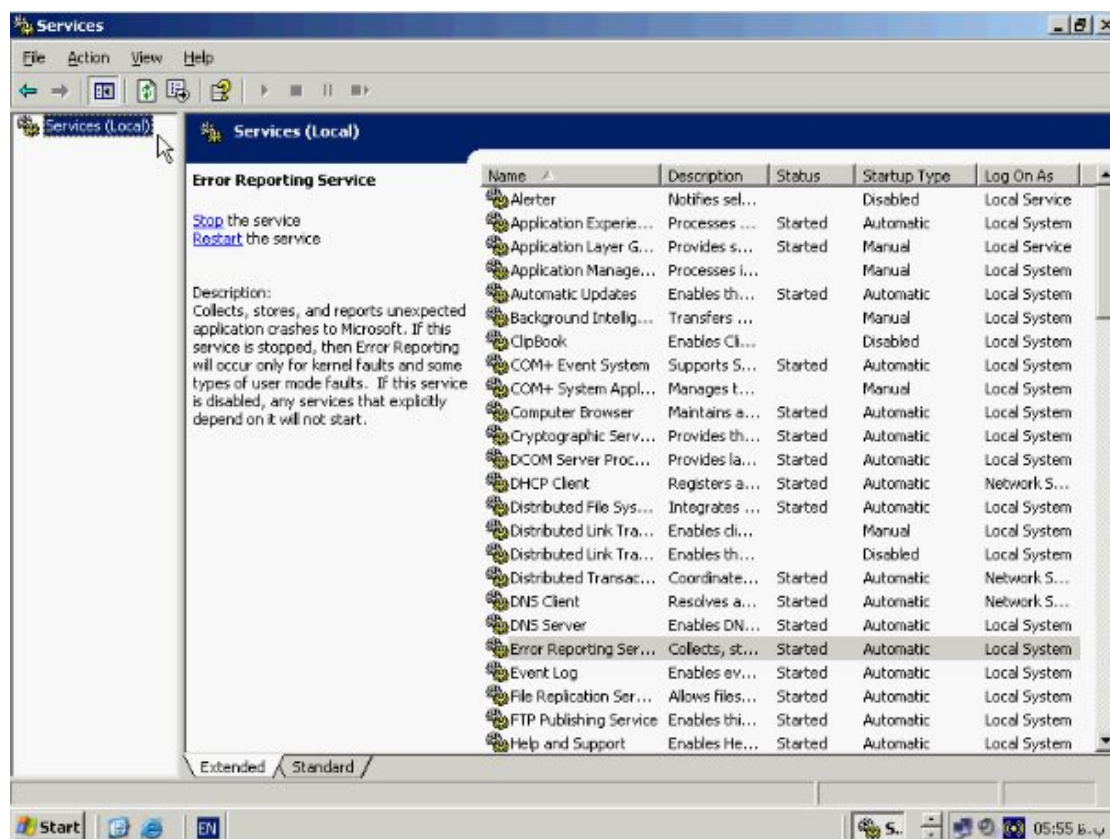 Services
File Action View Help
Services (Local)
Services (Local)
Error Reporting Service
Stop the service
Restart the service
Description:
Collects, stores, and reports unexpected
application crashes to Microsoft. If this
service is stopped, then Error Reporting
will occur only for kernel faults and some
types of user mode faults. If this service
is disabled, any services that explicitly
depend on it will not start.
Name Description Status Startup Type Log On As
Alerter Notifies sel... Disabled Local Service
Application Experie... Processes ... Started Automatic Local System
Application Layer G... Provides s... Started Manual Local Service
Application Manage... Processes i... Manual Local System
Automatic Updates Enables th... Started Automatic Local System
Background Intellig... Transfers ... Manual Local System
ClipBook Enables Cli... Disabled Local System
COM+ Event System Supports S... Started Automatic Local System
COM+ System Appl... Manages t... Manual Local System
Computer Browser Maintains a... Started Automatic Local System
Cryptographic Serv... Provides th... Started Automatic Local System
DCOM Server Proc... Provides la... Started Automatic Local System
DHCP Client Registers a... Started Automatic Network S...
Distributed File Sys... Integrates ... Started Automatic Local System
Distributed Link Tra... Enables cli... Manual Local System
Distributed Link Tra... Enables th... Disabled Local System
Distributed Transac... Coordinate... Started Automatic Network S...
DNS Client Resolves a... Started Automatic Network S...
DNS Server Enables DN... Started Automatic Local System
Error Reporting Ser... Collects, st... Started Automatic Local System
Event Log Enables ev... Started Automatic Local System
File Replication Ser... Allows files... Started Automatic Local System
FTP Publishing Service Enables thi... Started Automatic Local System
Help and Support Enables He... Started Automatic Local System
Extended Standard
Start EN S.. 05:55